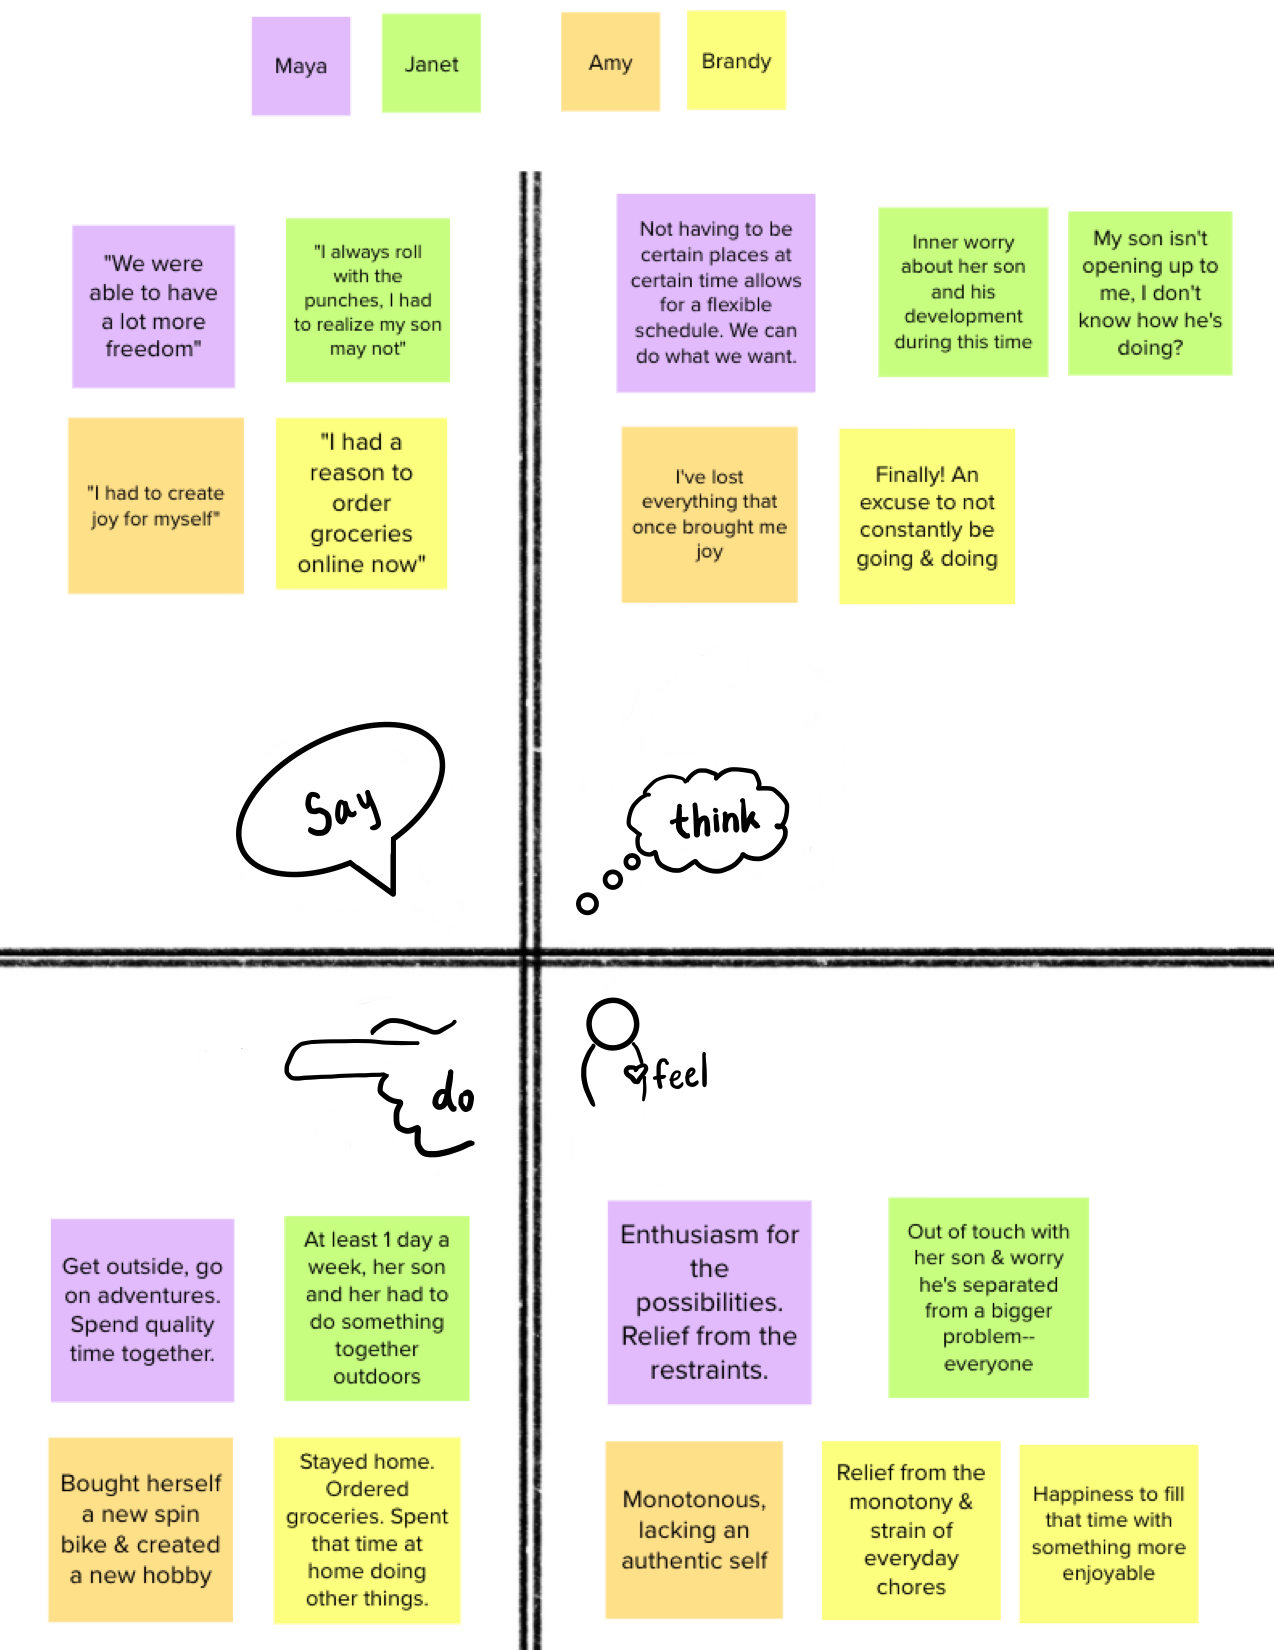 Maya
Janet
Amy
Brandy
"We were
able to have
a lot more
freedom"
"I always roll
with the
punches, I had
to realize my son
may not"
"I had to create
joy for myself"
"I had a
reason to
order
groceries
online now"
Say
Not having to be
certain places at
certain time allows
for a flexible
schedule. We can
do what we want.
Inner worry
about her son
and his
development
during this time
My son isn't
opening up to
me, I don't
know how he's
doing?
I've lost
everything that
once brought me
joy
Finally! An
excuse to not
constantly be
going & doing
think
do
Get outside, go
on adventures.
Spend quality
time together.
At least 1 day a
week, her son
and her had to
do something
together
outdoors
Bought herself
a new spin
bike & created
a new hobby
Stayed home.
Ordered
groceries. Spent
that time at
home doing
other things.
feel
Enthusiasm for
the
possibilities.
Relief from the
restraints.
Out of touch with
her son & worry
he's separated
from a bigger
problem--
everyone
Monotonous,
lacking an
authentic self
Relief from the
monotony &
strain of
everyday
chores
Happiness to fill
that time with
something more
enjoyable